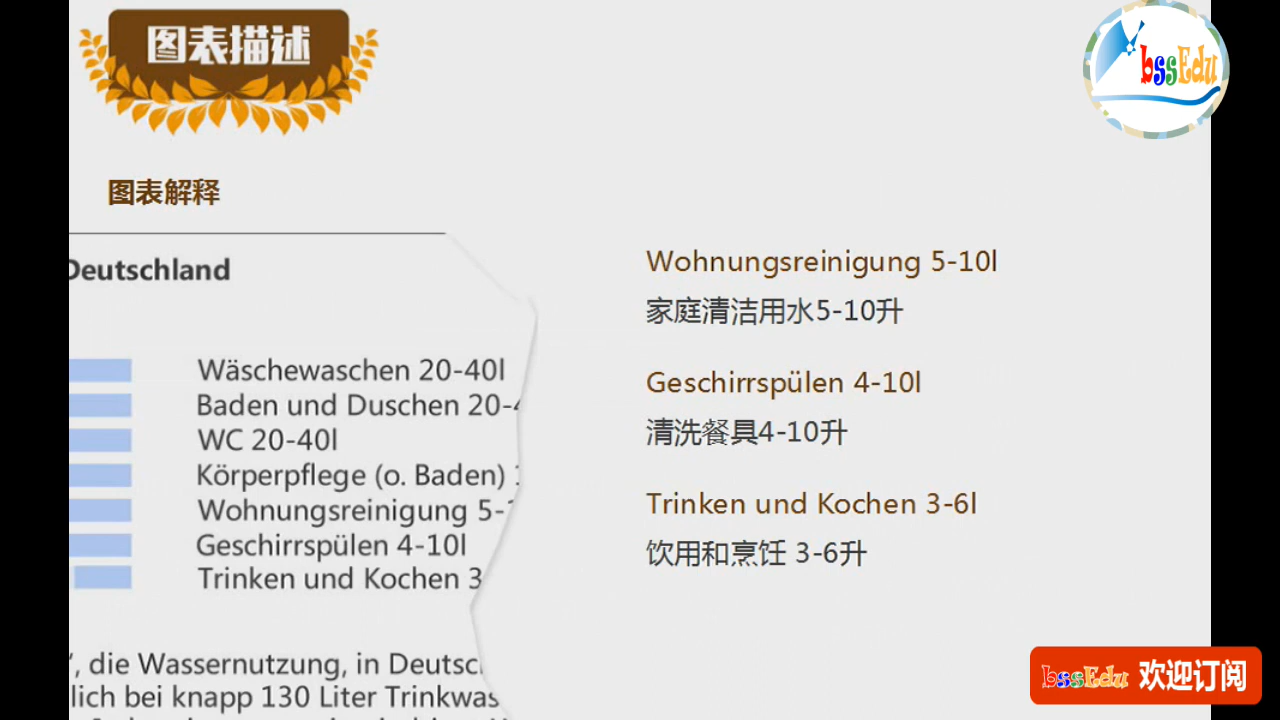 图表描述
bssEdu
图表解释
Deutschland
Wäschewaschen 20-40l
Baden und Duschen 20-
WC 20-40l
Körperpflege (o. Baden)
Wohnungsreinigung 5-
Geschirrspülen 4-10l
Trinken und Kochen 3
“, die Wassernutzung, in
lich bei knapp 130 Liter
Wohnungsreinigung 5-10l
家庭清洁用水5-10升
Geschirrspülen 4-10l
清洗餐具4-10升
Trinken und Kochen 3-6l
饮用和烹饪 3-6升
bssEdu 欢迎订阅